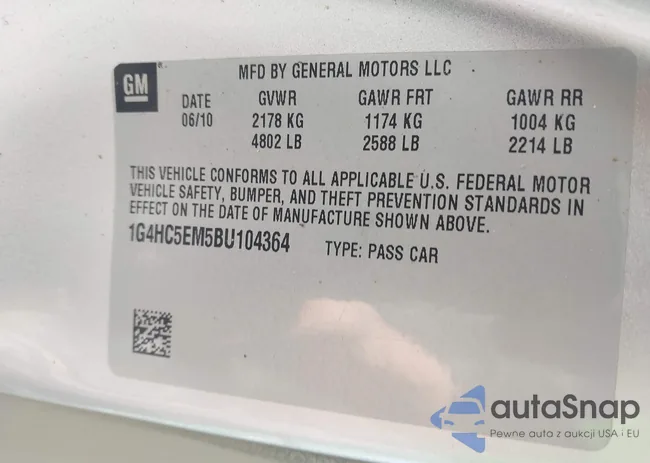 GM
MFD BY GENERAL MOTORS LLC
DATE GVWR GAWR FRT GAWR RR
06/10 2178 KG 1174 KG 1004 KG
4802 LB 2588 LB 2214 LB
THIS VEHICLE CONFORMS TO ALL APPLICABLE U.S. FEDERAL MOTOR
VEHICLE SAFETY, BUMPER, AND THEFT PREVENTION STANDARDS IN
EFFECT ON THE DATE OF MANUFACTURE SHOWN ABOVE.
1G4HC5EM5BU104364 TYPE: PASS CAR
autoSnap
Pewne auto z aukcji USA i EU